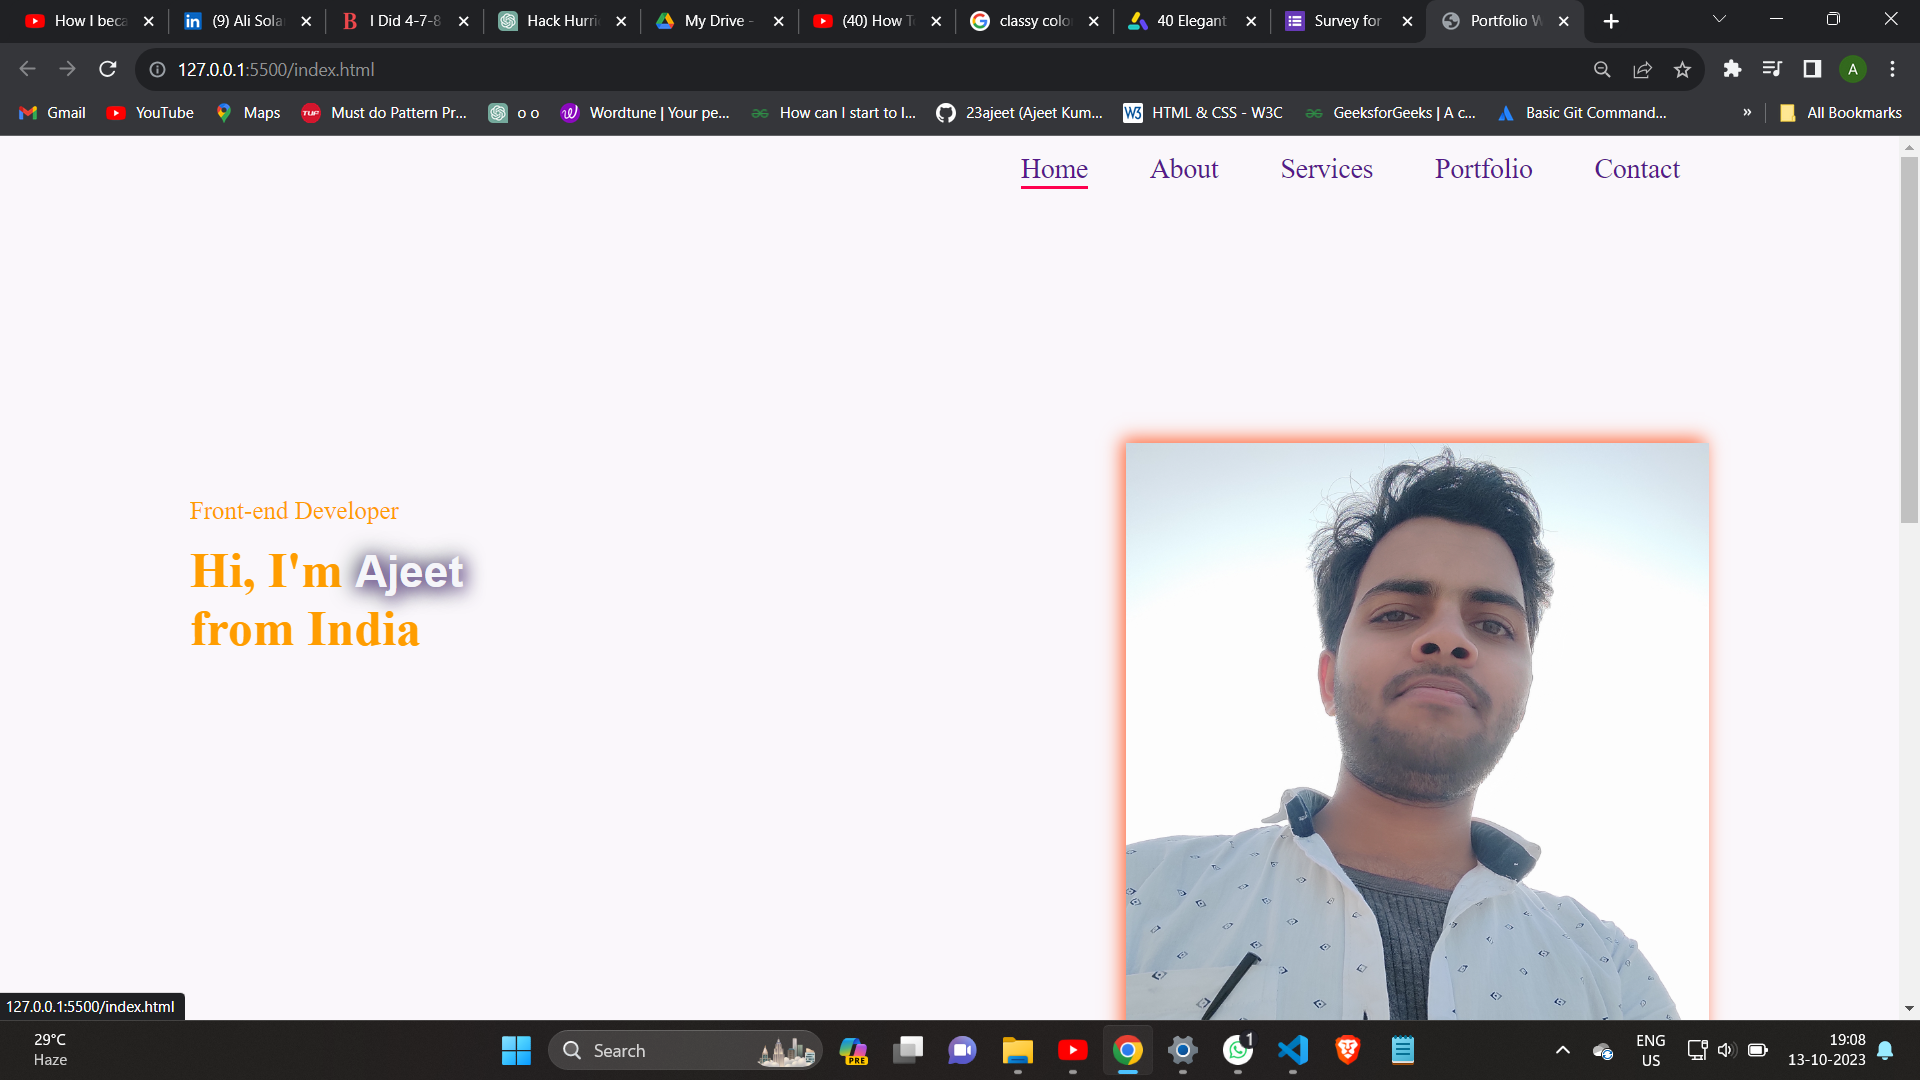 How I beca
(9) Ali Sola
I Did 4-7-8
Hack Hurri
My Drive -
(40) How T
classy colo
40 Elegant
Survey for
Portfolio W
127.0.0.1:5500/index.html
A
Gmail
YouTube
Maps
TUF
Must do Pattern Pr...
o o
Wordtune | Your pe...
How can I start to l...
23ajeet (Ajeet Kum...
W3
HTML & CSS - W3C
GeeksforGeeks | A c...
Basic Git Command...
»
All Bookmarks
Home
About
Services
Portfolio
Contact
Front-end Developer
Hi, I'm Ajeet
from India
127.0.0.1:5500/index.html
29°C
Haze
Search
PRE
1
ENG
US
19:08
13-10-2023